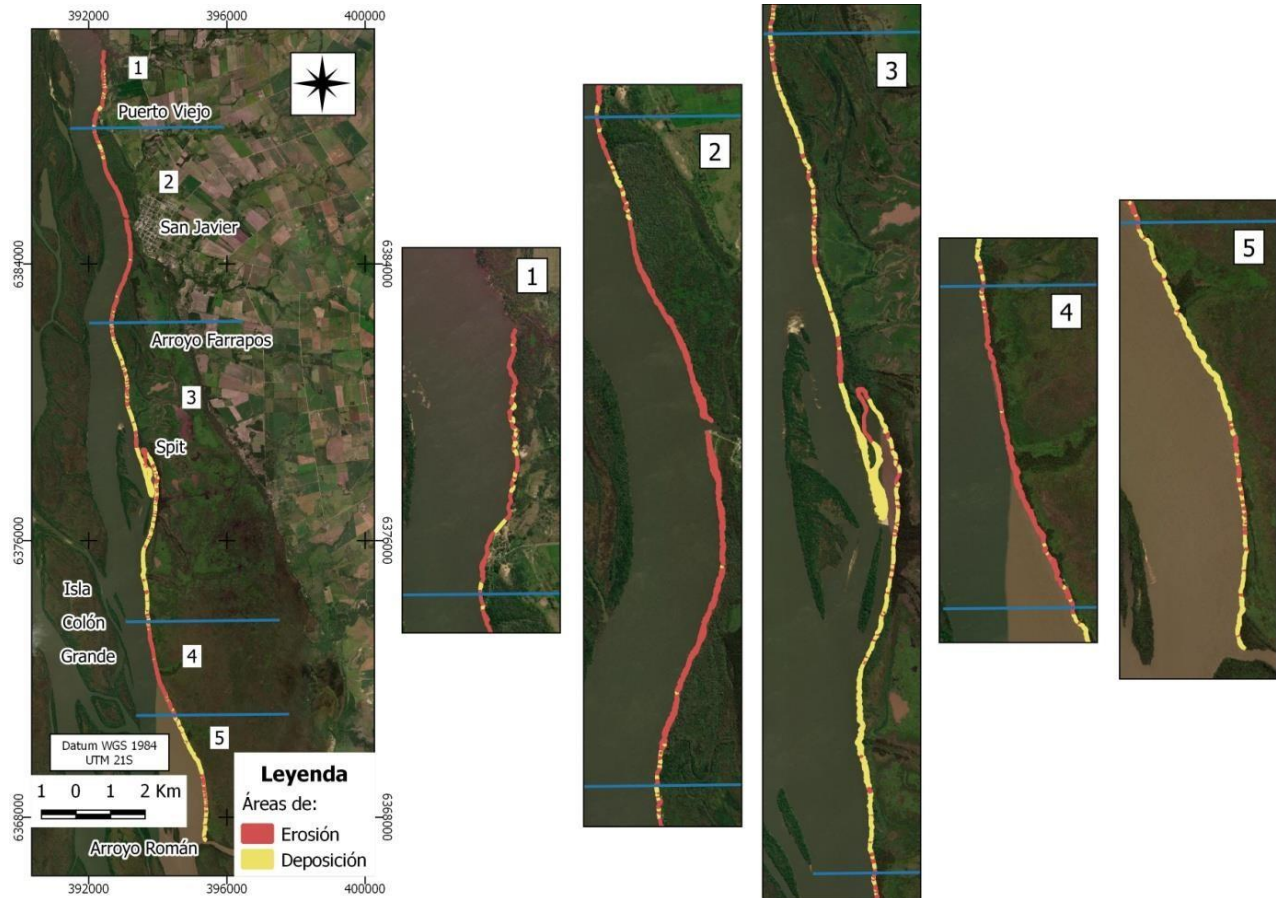 392000
396000
400000
1
Puerto Viejo
2
San Javier
6384000
6384000
Arroyo Farrapos
3
Spit
6376000
6376000
Isla
Colón
Grande
4
5
Datum WGS 1984
UTM 21S
1 0 1 2 Km
6368000
6368000
Arroyo Román
Leyenda
Áreas de:
Erosión
Deposición
392000
396000
400000
1
2
3
4
5